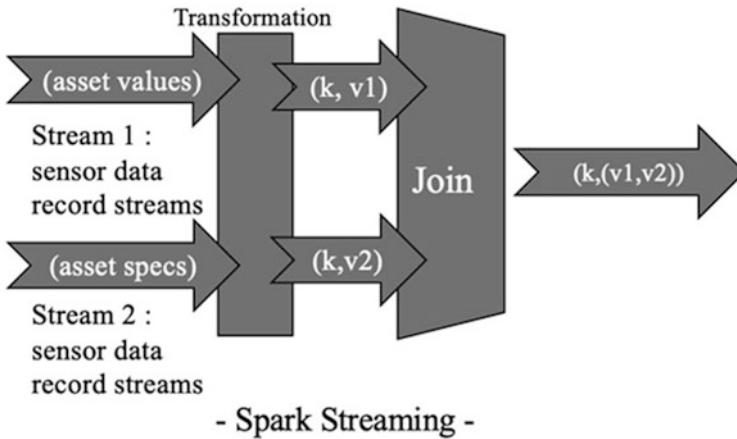 Transformation
(asset values)
(k, v1)
Stream 1 :
sensor data
record streams
Join
(k,(v1,v2))
(asset specs)
(k,v2)
Stream 2 :
sensor data
record streams
- Spark Streaming -